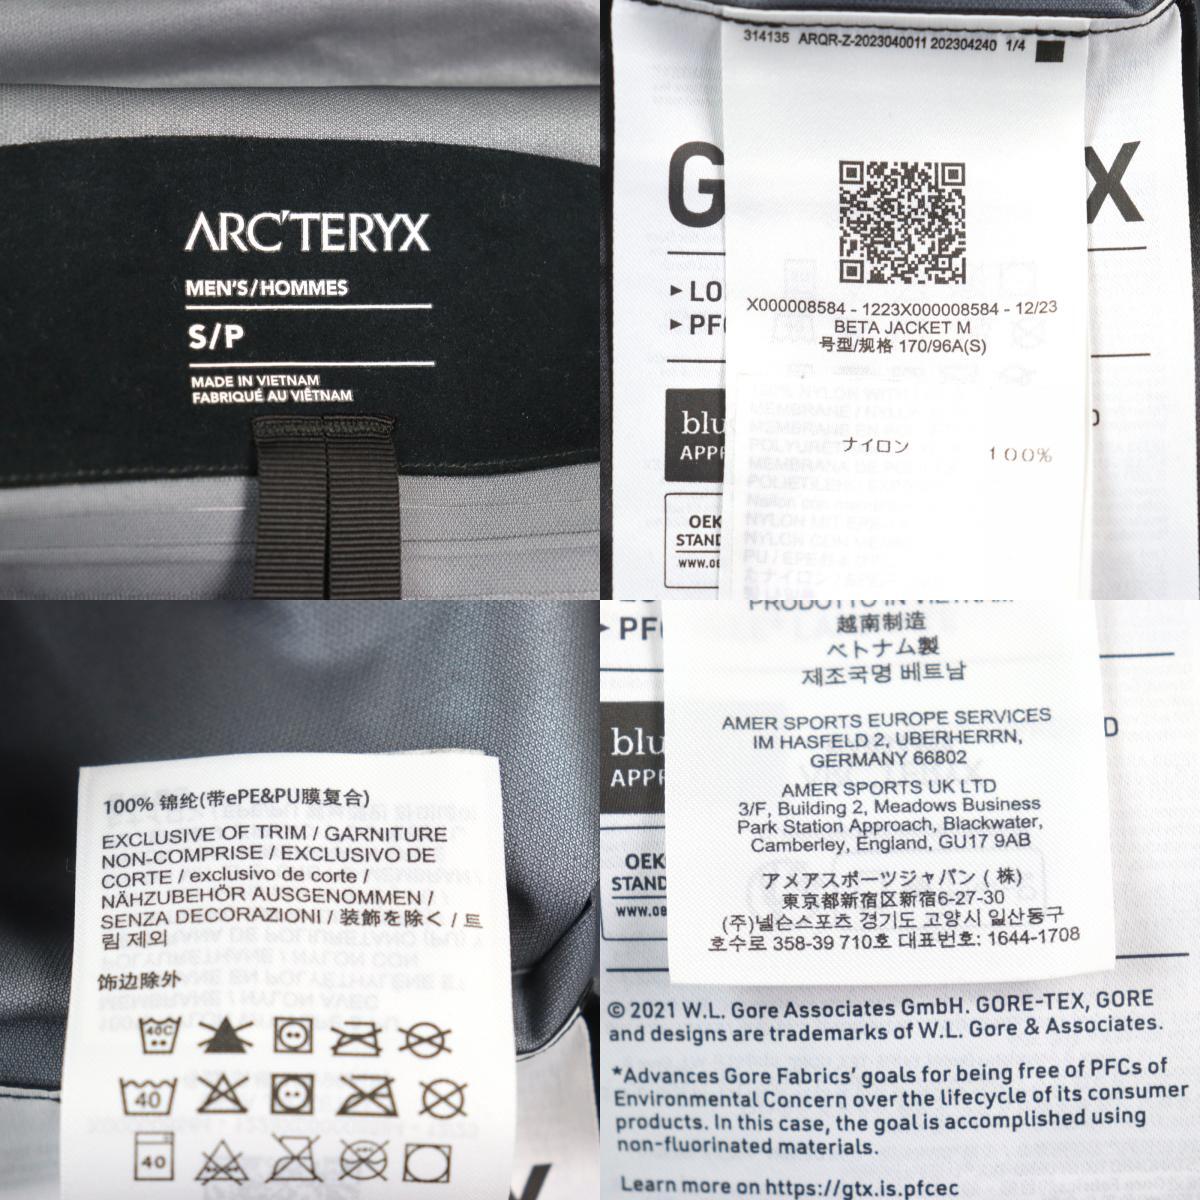 ARC'TERYX
MEN'S/HOMMES
S/P
MADE IN VIETNAM
FABRIQUÉ AU VIÊTNAM
314135 ARQR-Z-2023040011 202304240 1/4
G
X
LO
PF
X000008584 - 1223X000008584 - 12/23
BETA JACKET M
号型/规格 170/96A(S)
blu
APPR
ナイロン 100%
OEK
STAND
www.oe
100% 锦纶(带ePE&PU膜复合)
EXCLUSIVE OF TRIM / GARNITURE
NON-COMPRISE / EXCLUSIVO DE
CORTE / exclusivo de corte /
NÄHZUBEHÖR AUSGENOMMEN /
SENZA DECORAZIONI / 装飾を除く / 트
림 제외
饰边除外
40C
40
40
PRODOTTO IN VIETNAM
越南制造
ベトナム製
제조국명 베트남
PF
D
blu
APPR
AMER SPORTS EUROPE SERVICES
IM HASFELD 2, UBERHERRN,
GERMANY 66802
AMER SPORTS UK LTD
3/F, Building 2, Meadows Business
Park Station Approach, Blackwater,
Camberley, England, GU17 9AB
OEK
STAND
www.oe
アメアスポーツジャパン (株)
東京都新宿区新宿6-27-30
(주)넬슨스포츠 경기도 고양시 일산동구
호수로 358-39 710호 대표번호: 1644-1708
© 2021 W.L. Gore Associates GmbH. GORE-TEX, GORE
and designs are trademarks of W.L. Gore & Associates.
*Advances Gore Fabrics' goals for being free of PFCs of
Environmental Concern over the lifecycle of its consumer
products. In this case, the goal is accomplished using
non-fluorinated materials.
Learn more on https://gtx.is.pfcec